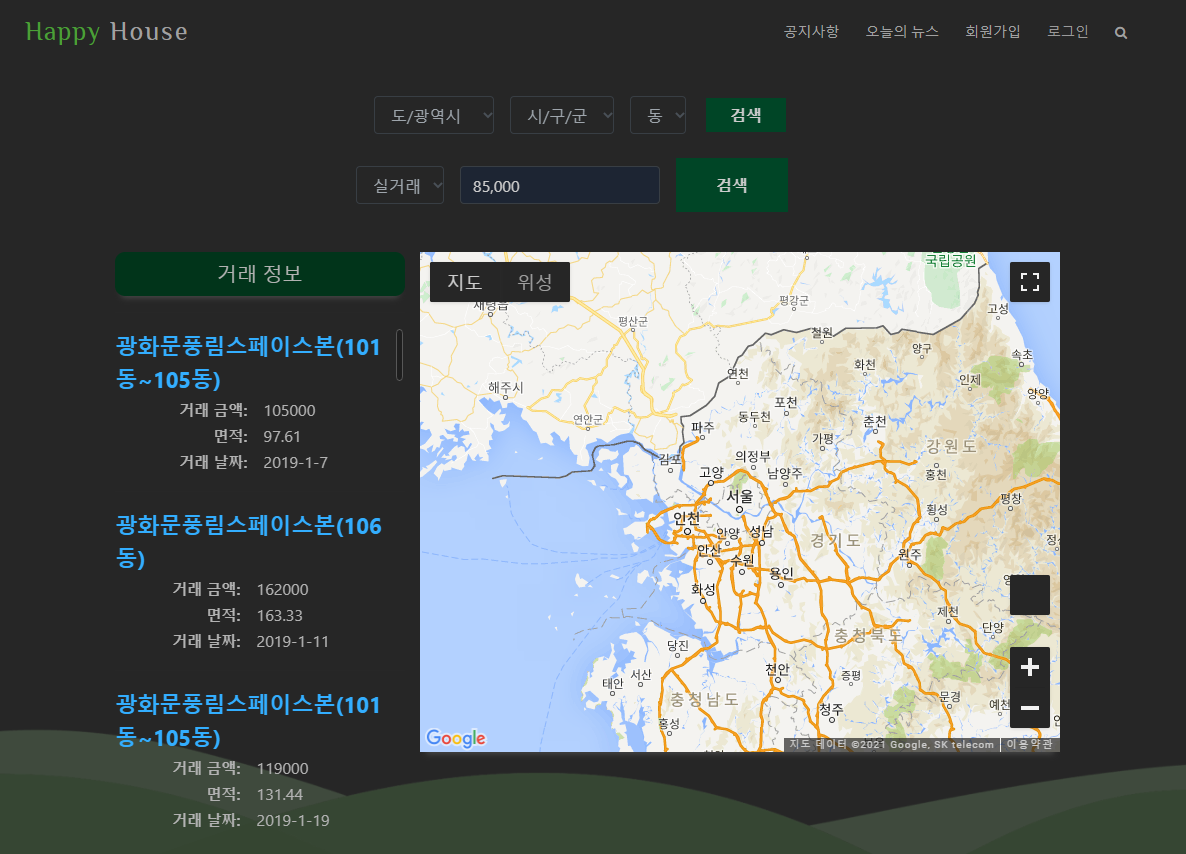 Happy House
공지사항 오늘의 뉴스 회원가입 로그인
도/광역시 시/구/군 동 검색
실거래 85,000 검색
거래 정보
광화문풍림스페이스본(101
동~105동)
거래 금액: 105000
면적: 97.61
거래 날짜: 2019-1-7
광화문풍림스페이스본(106
동)
거래 금액: 162000
면적: 163.33
거래 날짜: 2019-1-11
광화문풍림스페이스본(101
동~105동)
거래 금액: 119000
면적: 131.44
거래 날짜: 2019-1-19
지도 위성
국립공원
재령읍
평강군
고성
평산군
철원
양구
속초
해주시
연천
화천
인제
양양
포천
연안군
동두천
춘천
파주
가평
강원도
김포
의정부
고양
남양주
홍천
서울
평창
인천
횡성
안양
성남
경기도
안산
수원
원주
용인
화성
제천
단양
충청북도
당진
천안
서산
태안
증평
충청남도
문경
예천
청주
홍성
Google
지도 데이터 ©2021 Google, SK telecom 이용약관